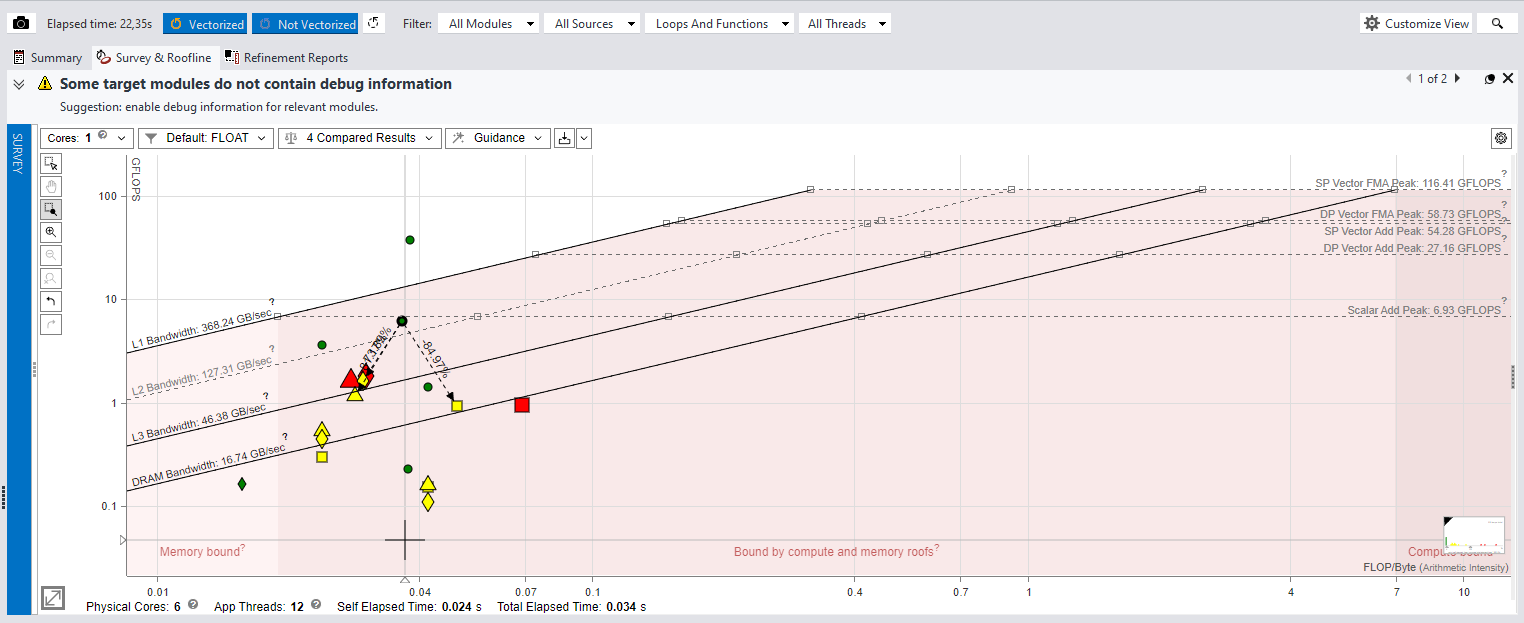 Elapsed time: 22,35s Vectorized Not Vectorized Filter: All Modules All Sources Loops And Functions All Threads Customize View
Summary Survey & Roofline Refinement Reports
Some target modules do not contain debug information 1 of 2
Suggestion: enable debug information for relevant modules.
SURVEY
Cores: 1 ? Default: FLOAT 4 Compared Results Guidance
GFLOPS
100
10
1
0.1
SP Vector FMA Peak: 116.41 GFLOPS ?
DP Vector FMA Peak: 58.73 GFLOPS ?
SP Vector Add Peak: 54.28 GFLOPS ?
DP Vector Add Peak: 27.16 GFLOPS ?
Scalar Add Peak: 6.93 GFLOPS ?
L1 Bandwidth: 368.24 GB/sec ?
L2 Bandwidth: 127.31 GB/sec ?
L3 Bandwidth: 46.38 GB/sec ?
DRAM Bandwidth: 16.74 GB/sec ?
-84.97%
Memory bound?
Bound by compute and memory roofs?
Compute bound?
FLOP/Byte (Arithmetic Intensity)
0.01 0.04 0.07 0.1 0.4 0.7 1 4 7 10
Physical Cores: 6 ? App Threads: 12 ? Self Elapsed Time: 0.024 s Total Elapsed Time: 0.034 s